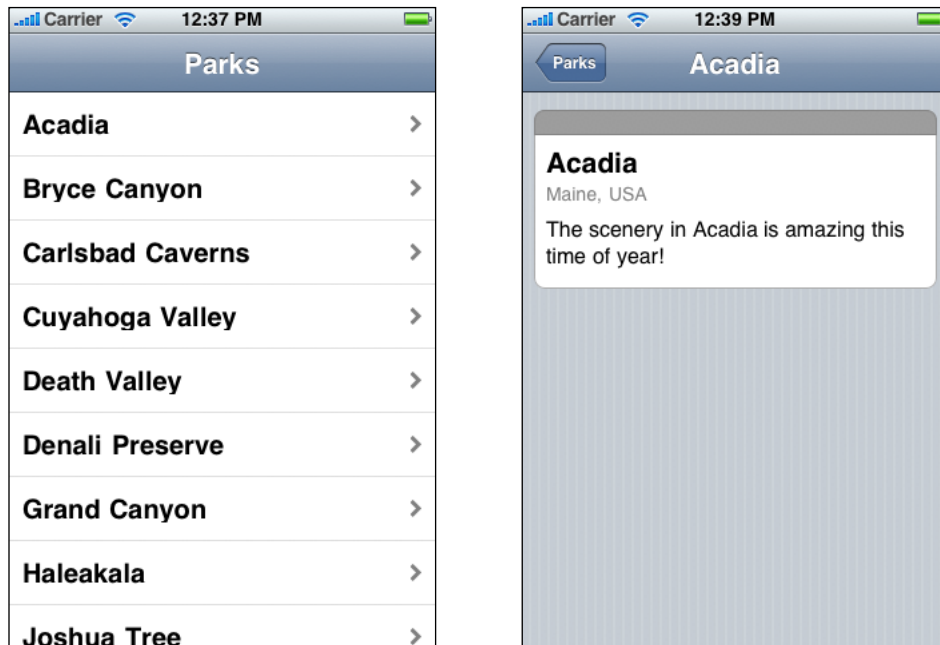 Carrier 12:37 PM
Parks
Acadia
Bryce Canyon
Carlsbad Caverns
Cuyahoga Valley
Death Valley
Denali Preserve
Grand Canyon
Haleakala
Joshua Tree
Carrier 12:39 PM
Parks Acadia
Acadia
Maine, USA
The scenery in Acadia is amazing this
time of year!